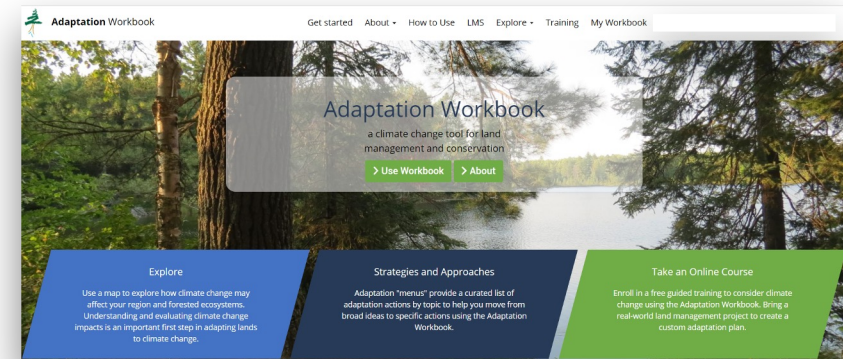 Adaptation Workbook
Get started About How to Use LMS Explore Training My Workbook
Adaptation Workbook
a climate change tool for land
management and conservation
Use Workbook About
Explore
Use a map to explore how climate change may
affect your region and forested ecosystems.
Understanding and evaluating climate change
impacts is an important first step in adapting lands
to climate change.
Strategies and Approaches
Adaptation "menus" provide a curated list of
adaptation actions by topic to help you move from
broad ideas to specific actions using the Adaptation
Workbook.
Take an Online Course
Enroll in a free guided training to consider climate
change using the Adaptation Workbook. Bring a
real-world land management project to create a
custom adaptation plan.